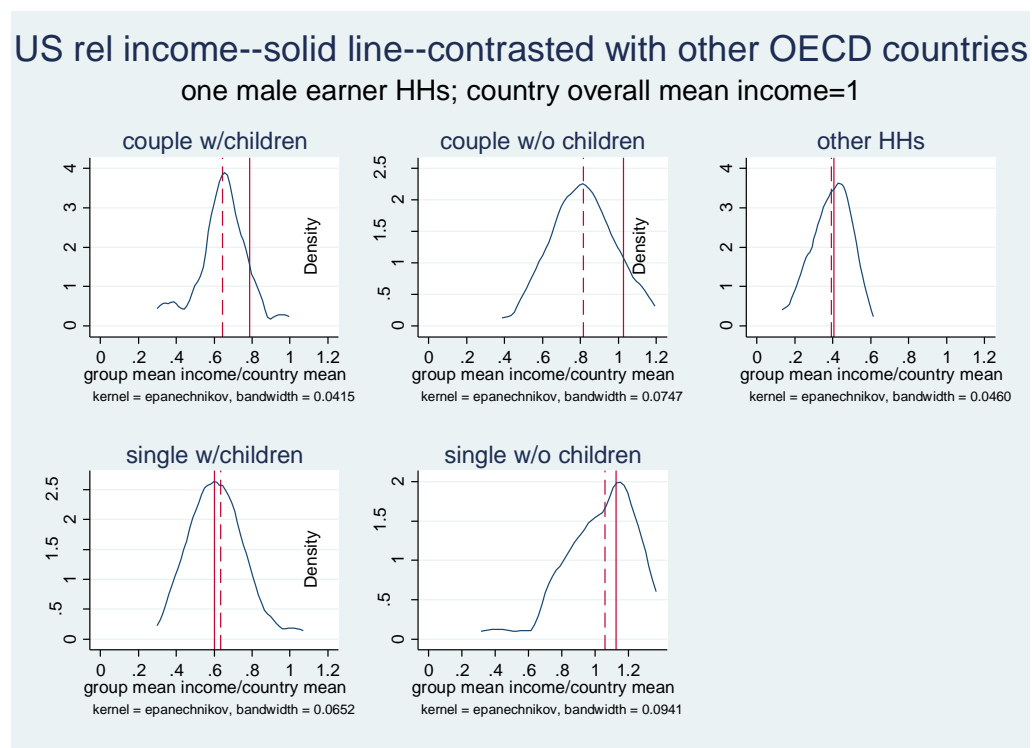 US rel income--solid line--contrasted with other OECD countries
one male earner HHs; country overall mean income=1
couple w/children
0 1 2 3 4
Density
0 .2 .4 .6 .8 1 1.2
group mean income/country mean
kernel = epanechnikov, bandwidth = 0.0415
couple w/o children
0 .5 1 1.5 2 2.5
Density
0 .2 .4 .6 .8 1 1.2
group mean income/country mean
kernel = epanechnikov, bandwidth = 0.0747
other HHs
0 1 2 3 4
0 .2 .4 .6 .8 1 1.2
group mean income/country mean
kernel = epanechnikov, bandwidth = 0.0460
single w/children
0 .5 1 1.5 2 2.5
Density
0 .2 .4 .6 .8 1 1.2
group mean income/country mean
kernel = epanechnikov, bandwidth = 0.0652
single w/o children
0 .5 1 1.5 2
0 .2 .4 .6 .8 1 1.2
group mean income/country mean
kernel = epanechnikov, bandwidth = 0.0941